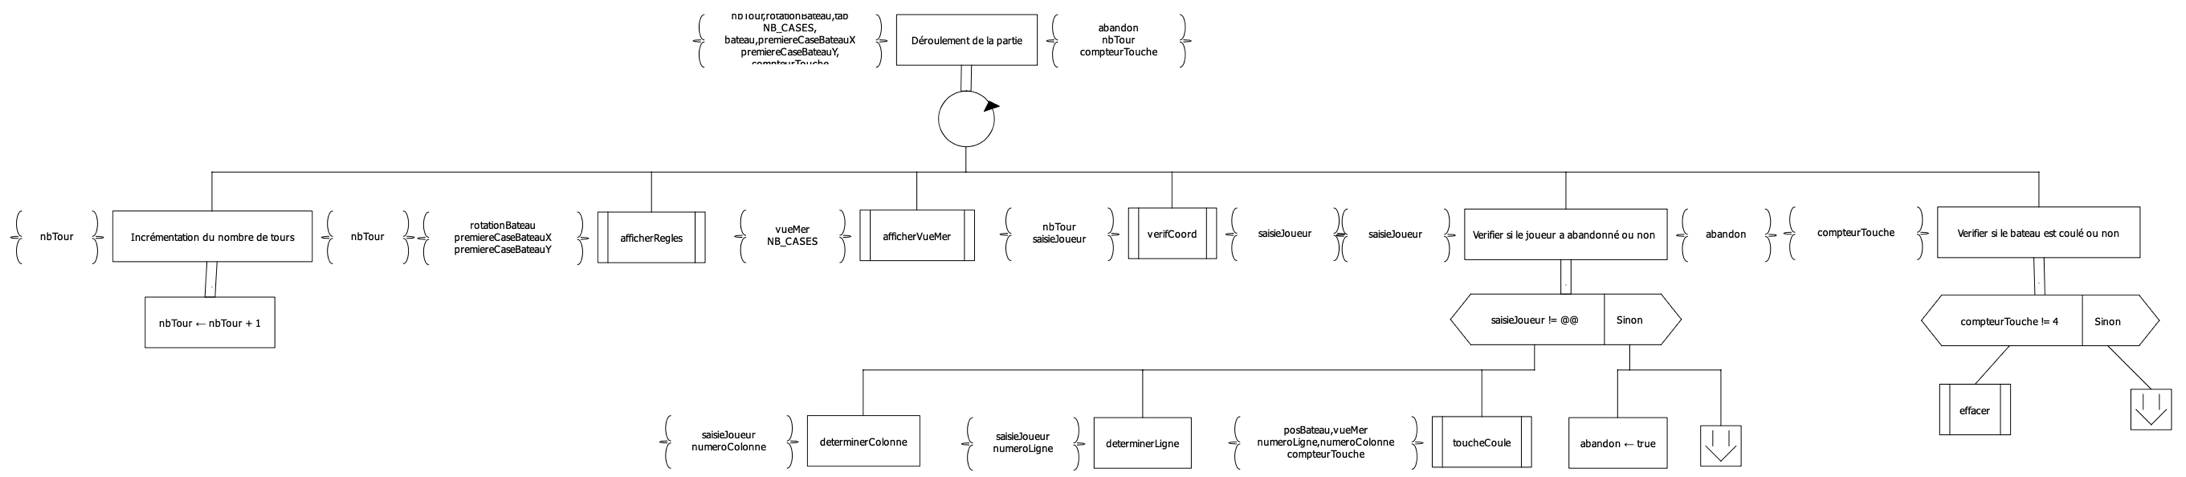 nbTour,rotationBateau,tab
NB_CASES,
bateau,premiereCaseBateauX
premiereCaseBateauY,
compteurTouche
Déroulement de la partie
abandon
nbTour
compteurTouche
nbTour
Incrémentation du nombre de tours
nbTour
rotationBateau
premiereCaseBateauX
premiereCaseBateauY
afficherRegles
vueMer
NB_CASES
afficherVueMer
nbTour
saisieJoueur
verifCoord
saisieJoueur
saisieJoueur
Verifier si le joueur a abandonné ou non
abandon
compteurTouche
Verifier si le bateau est coulé ou non
nbTour ← nbTour + 1
saisieJoueur != @@
Sinon
compteurTouche != 4
Sinon
effacer
saisieJoueur
numeroColonne
determinerColonne
saisieJoueur
numeroLigne
determinerLigne
posBateau,vueMer
numeroLigne,numeroColonne
compteurTouche
toucheCoule
abandon ← true